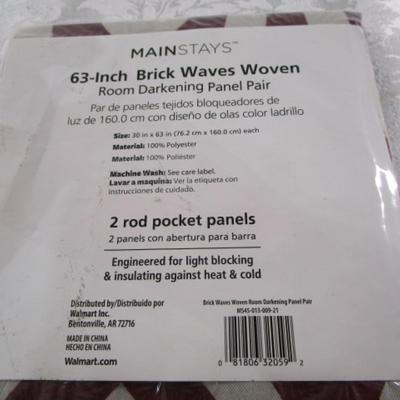 MAINSTAYS™
63-Inch Brick Waves Woven
Room Darkening Panel Pair
Par de paneles tejidos bloqueadores de
luz de 160.0 cm con diseño de olas color ladrillo
Size: 30 in x 63 in (76.2 cm x 160.0 cm) each
Material: 100% Polyester
Material: 100% Poliéster
Machine Wash: See care label.
Lavar a maquina: Ver la etiqueta con
instrucciones de cuidado.
2 rod pocket panels
2 panels con abertura para barra
Engineered for light blocking
& insulating against heat & cold
Distributed by/Distribuido por
Walmart Inc.
Bentonville, AR 72716
MADE IN CHINA
HECHO EN CHINA
Walmart.com
Brick Waves Woven Room Darkening Panel Pair
MS45-013-009-21
0 81806 32059 2